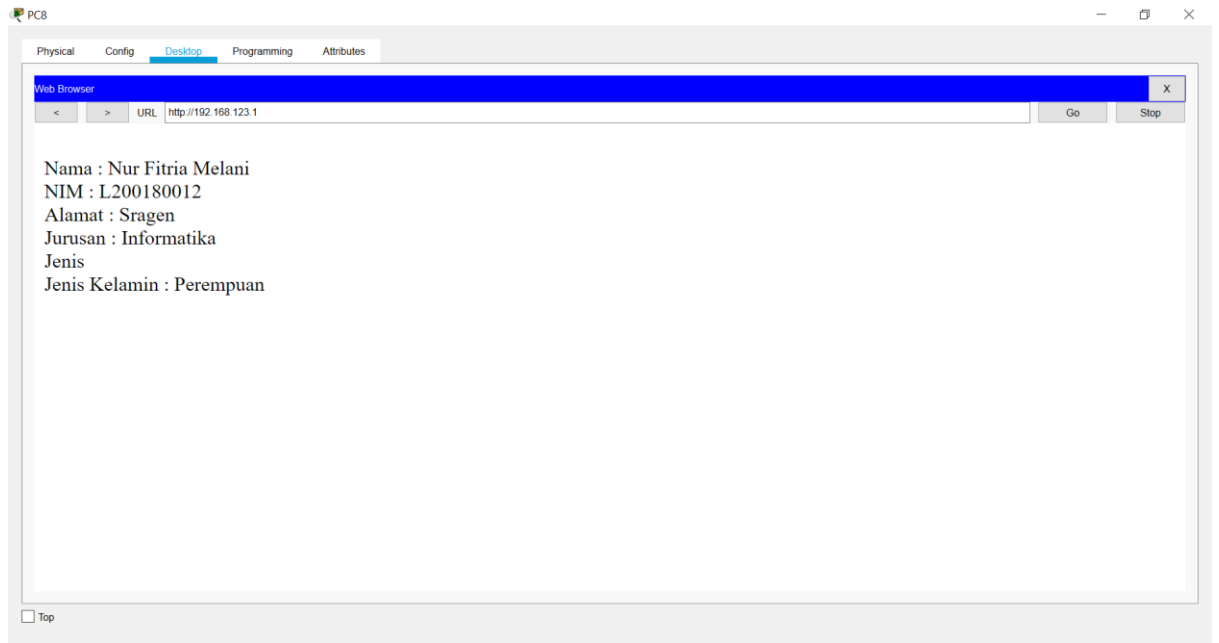 PC8
Physical Config Desktop Programming Attributes
Web Browser X
< > URL http://192.168.123.1 Go Stop
Nama : Nur Fitria Melani
NIM : L200180012
Alamat : Sragen
Jurusan : Informatika
Jenis
Jenis Kelamin : Perempuan
Top